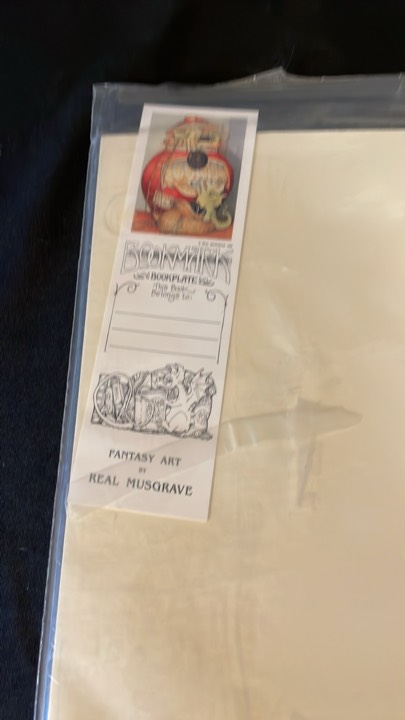 BOOKMARK
BOOKPLATE
This Book
Belongs to:
FANTASY ART
BY
REAL MUSGRAVE